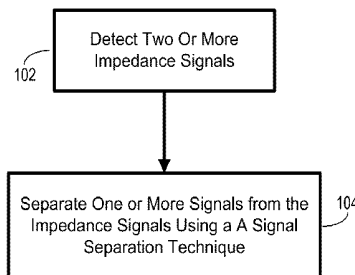 Detect Two Or More
Impedance Signals
102
Separate One or More Signals from the
Impedance Signals Using a A Signal
Separation Technique
104